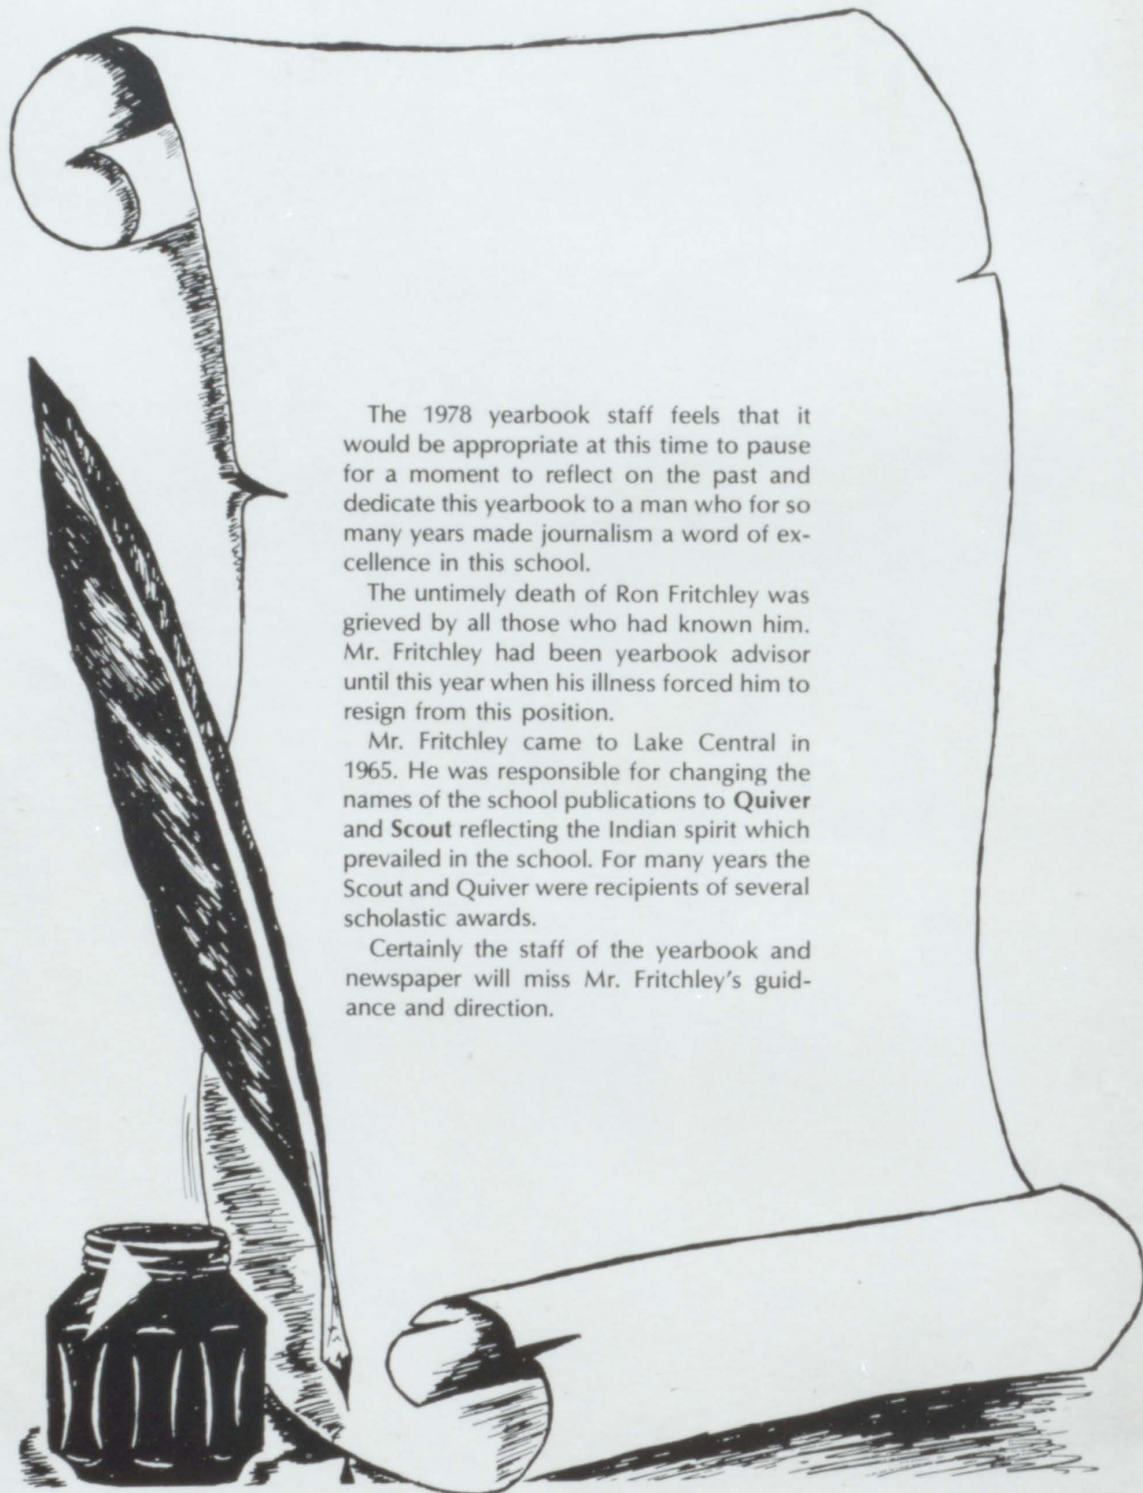 The 1978 yearbook staff feels that it
would be appropriate at this time to pause
for a moment to reflect on the past and
dedicate this yearbook to a man who for so
many years made journalism a word of ex-
cellence in this school.
The untimely death of Ron Fritchley was
grieved by all those who had known him.
Mr. Fritchley had been yearbook advisor
until this year when his illness forced him to
resign from this position.
Mr. Fritchley came to Lake Central in
1965. He was responsible for changing the
names of the school publications to Quiver
and Scout reflecting the Indian spirit which
prevailed in the school. For many years the
Scout and Quiver were recipients of several
scholastic awards.
Certainly the staff of the yearbook and
newspaper will miss Mr. Fritchley's guid-
ance and direction.